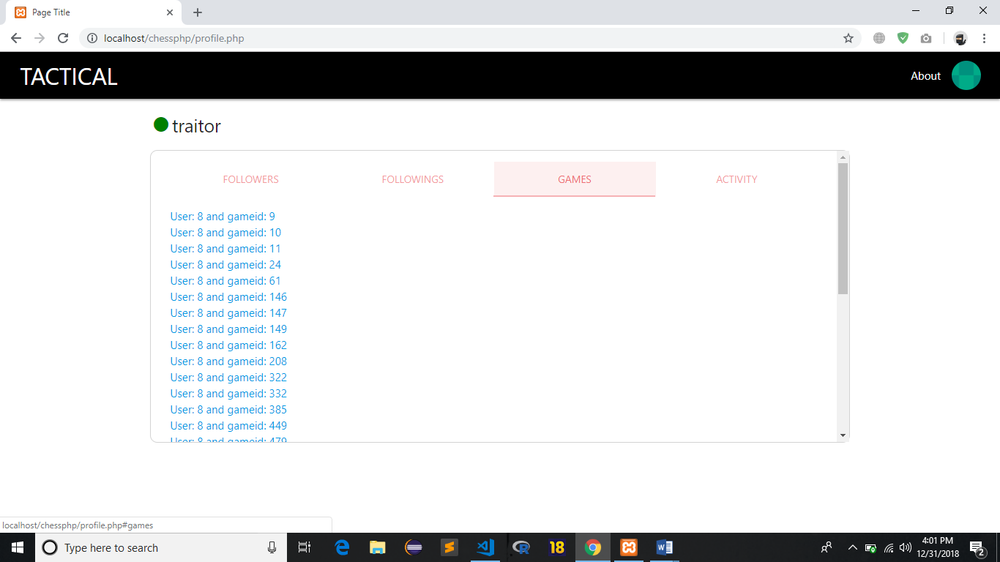 Page Title
localhost/chessphp/profile.php
TACTICAL
About
traitor
FOLLOWERS FOLLOWINGS GAMES ACTIVITY
User: 8 and gameid: 9
User: 8 and gameid: 10
User: 8 and gameid: 11
User: 8 and gameid: 24
User: 8 and gameid: 61
User: 8 and gameid: 146
User: 8 and gameid: 147
User: 8 and gameid: 149
User: 8 and gameid: 162
User: 8 and gameid: 208
User: 8 and gameid: 322
User: 8 and gameid: 332
User: 8 and gameid: 385
User: 8 and gameid: 449
User: 8 and gameid: 479
localhost/chessphp/profile.php#games
Type here to search
18
4:01 PM
12/31/2018
2